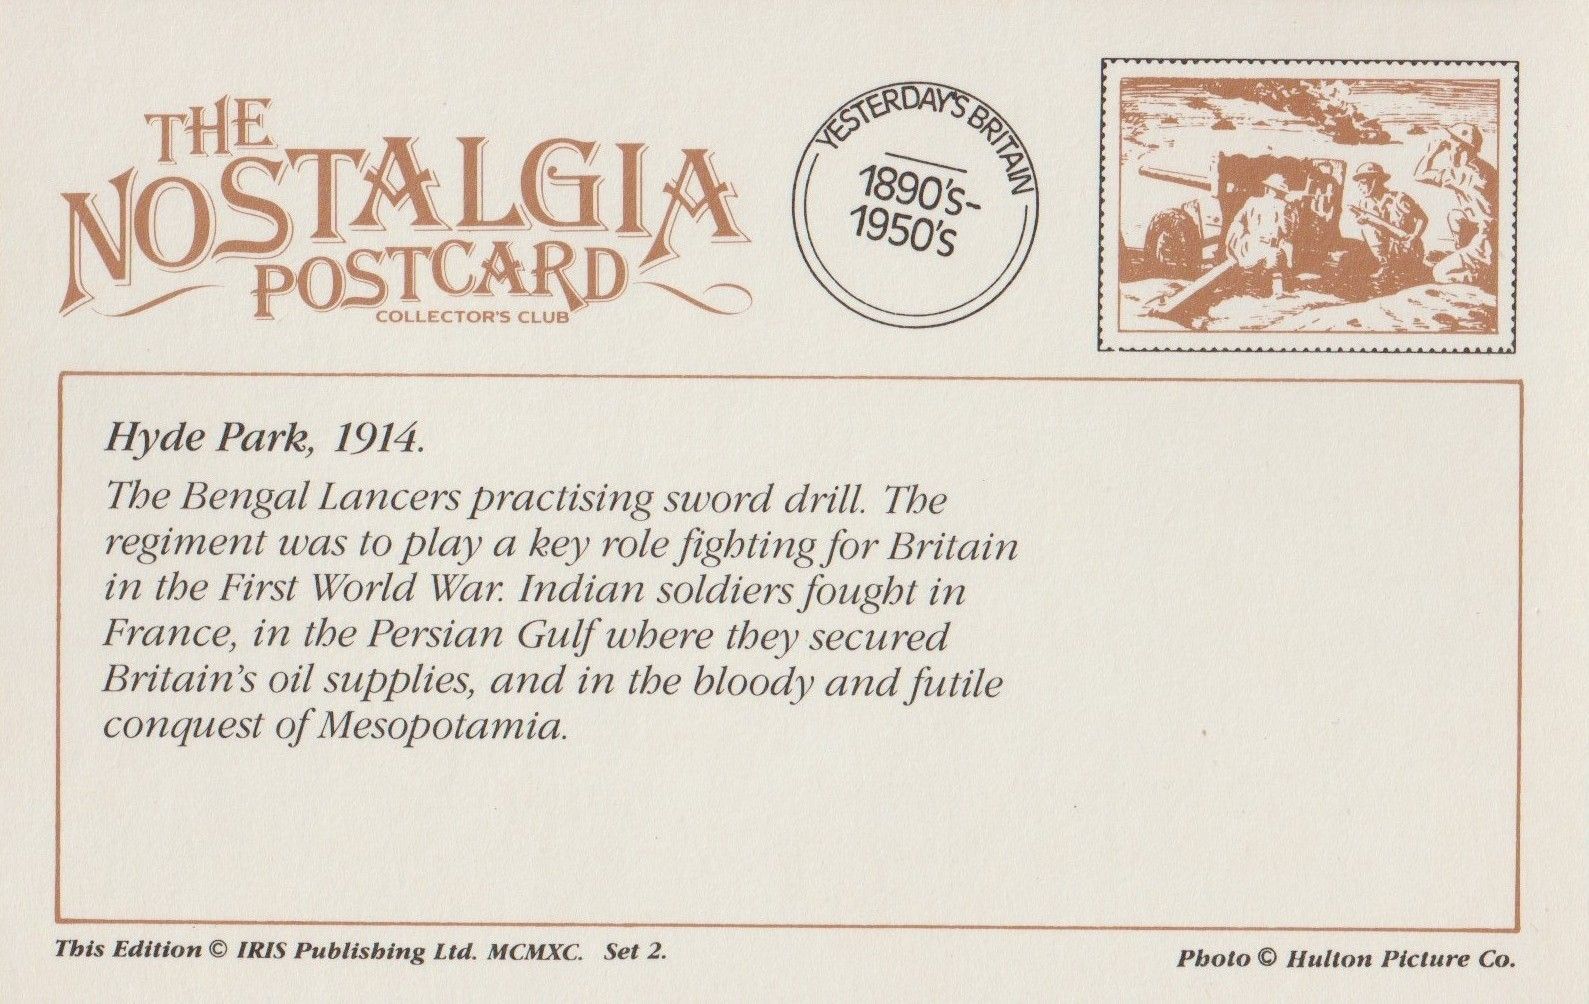 THE
NOSTALGIA
POSTCARD
COLLECTOR'S CLUB
YESTERDAY'S BRITAIN
1890's-
1950's
Hyde Park, 1914.
The Bengal Lancers practising sword drill. The
regiment was to play a key role fighting for Britain
in the First World War. Indian soldiers fought in
France, in the Persian Gulf where they secured
Britain's oil supplies, and in the bloody and futile
conquest of Mesopotamia.
This Edition © IRIS Publishing Ltd. MCMXC. Set 2.
Photo © Hulton Picture Co.